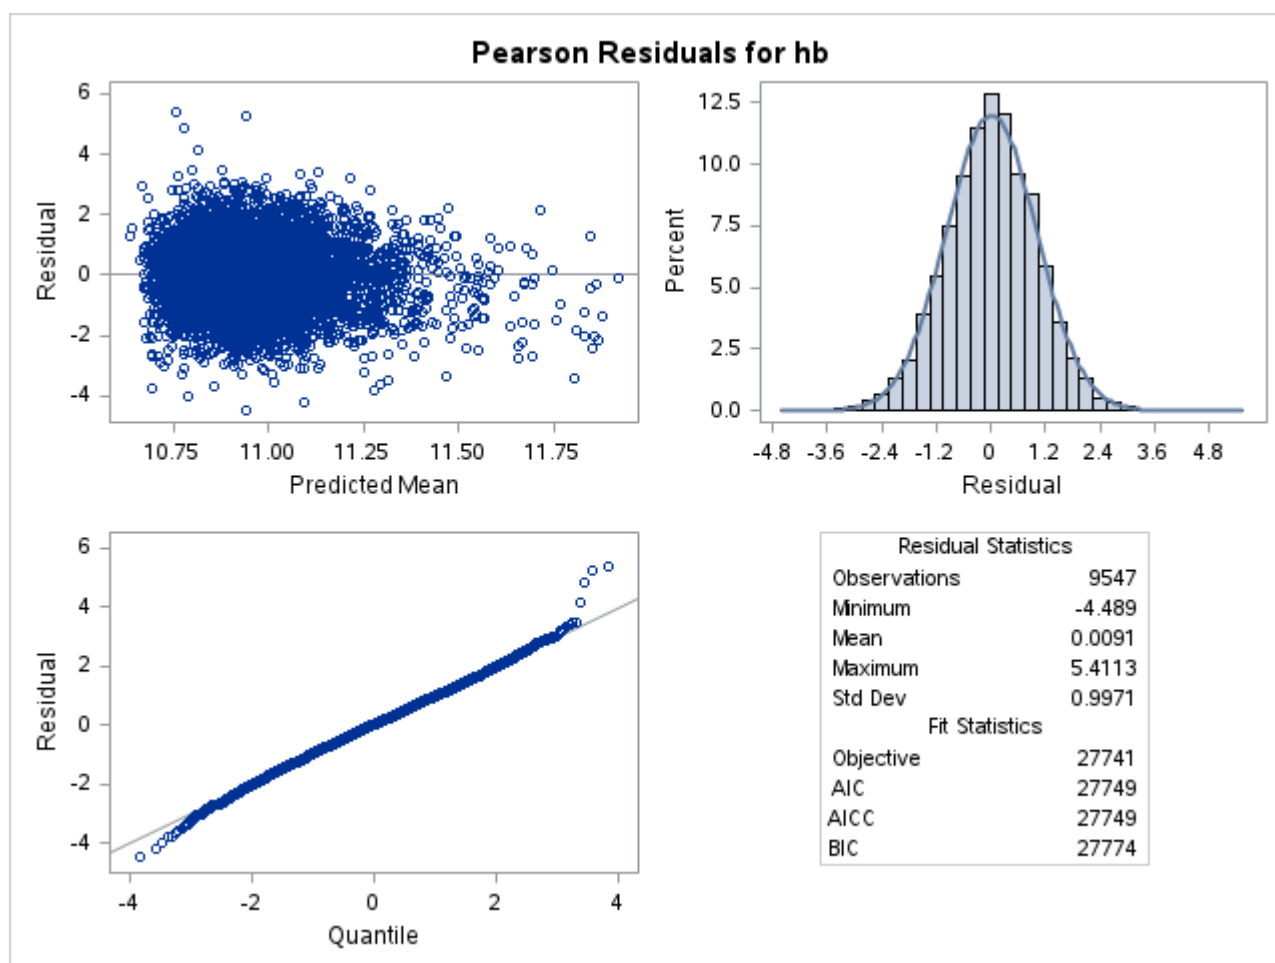 Pearson Residuals for hb
6
4
2
0
-2
-4
Residual
10.75 11.00 11.25 11.50 11.75
Predicted Mean
12.5
10.0
7.5
5.0
2.5
0.0
Percent
-4.8 -3.6 -2.4 -1.2 0 1.2 2.4 3.6 4.8
Residual
6
4
2
0
-2
-4
Residual
-4 -2 0 2 4
Quantile
Residual Statistics
Observations 9547
Minimum -4.489
Mean 0.0091
Maximum 5.4113
Std Dev 0.9971
Fit Statistics
Objective 27741
AIC 27749
AICC 27749
BIC 27774